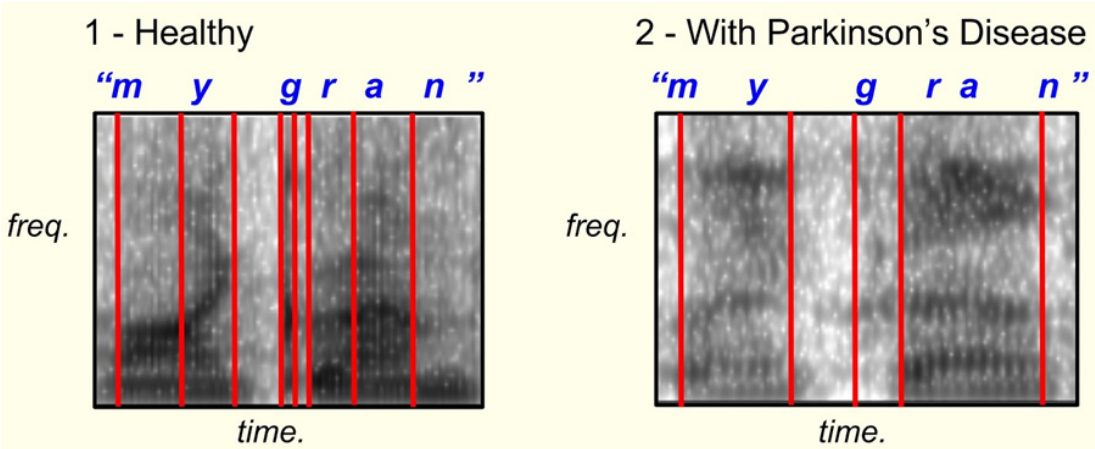 1 - Healthy
“m y g r a n ”
freq.
time.
2 - With Parkinson’s Disease
“m y g r a n ”
freq.
time.